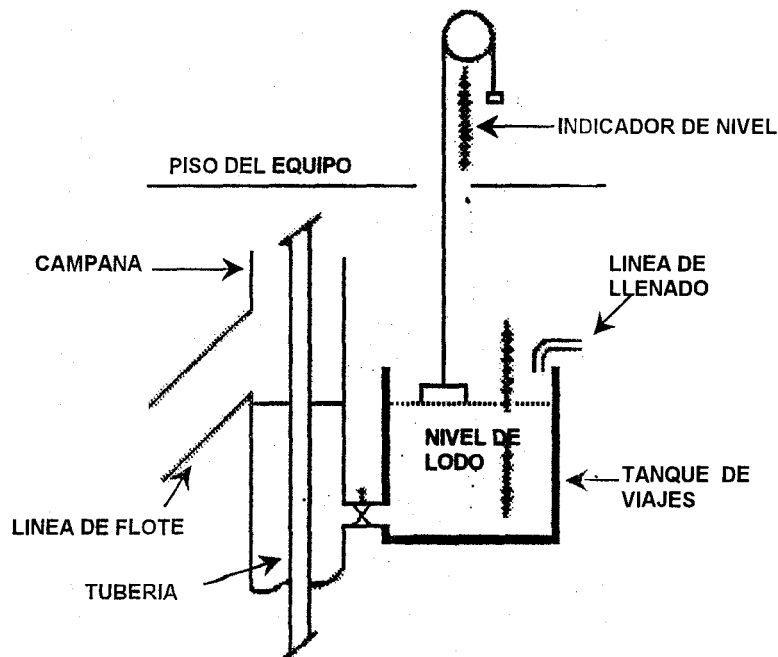 INDICADOR DE NIVEL
PISO DEL EQUIPO
CAMPANA
LINEA DE
LLENADO
NIVEL DE
LODO
TANQUE DE
VIAJES
LINEA DE FLOTE
TUBERIA